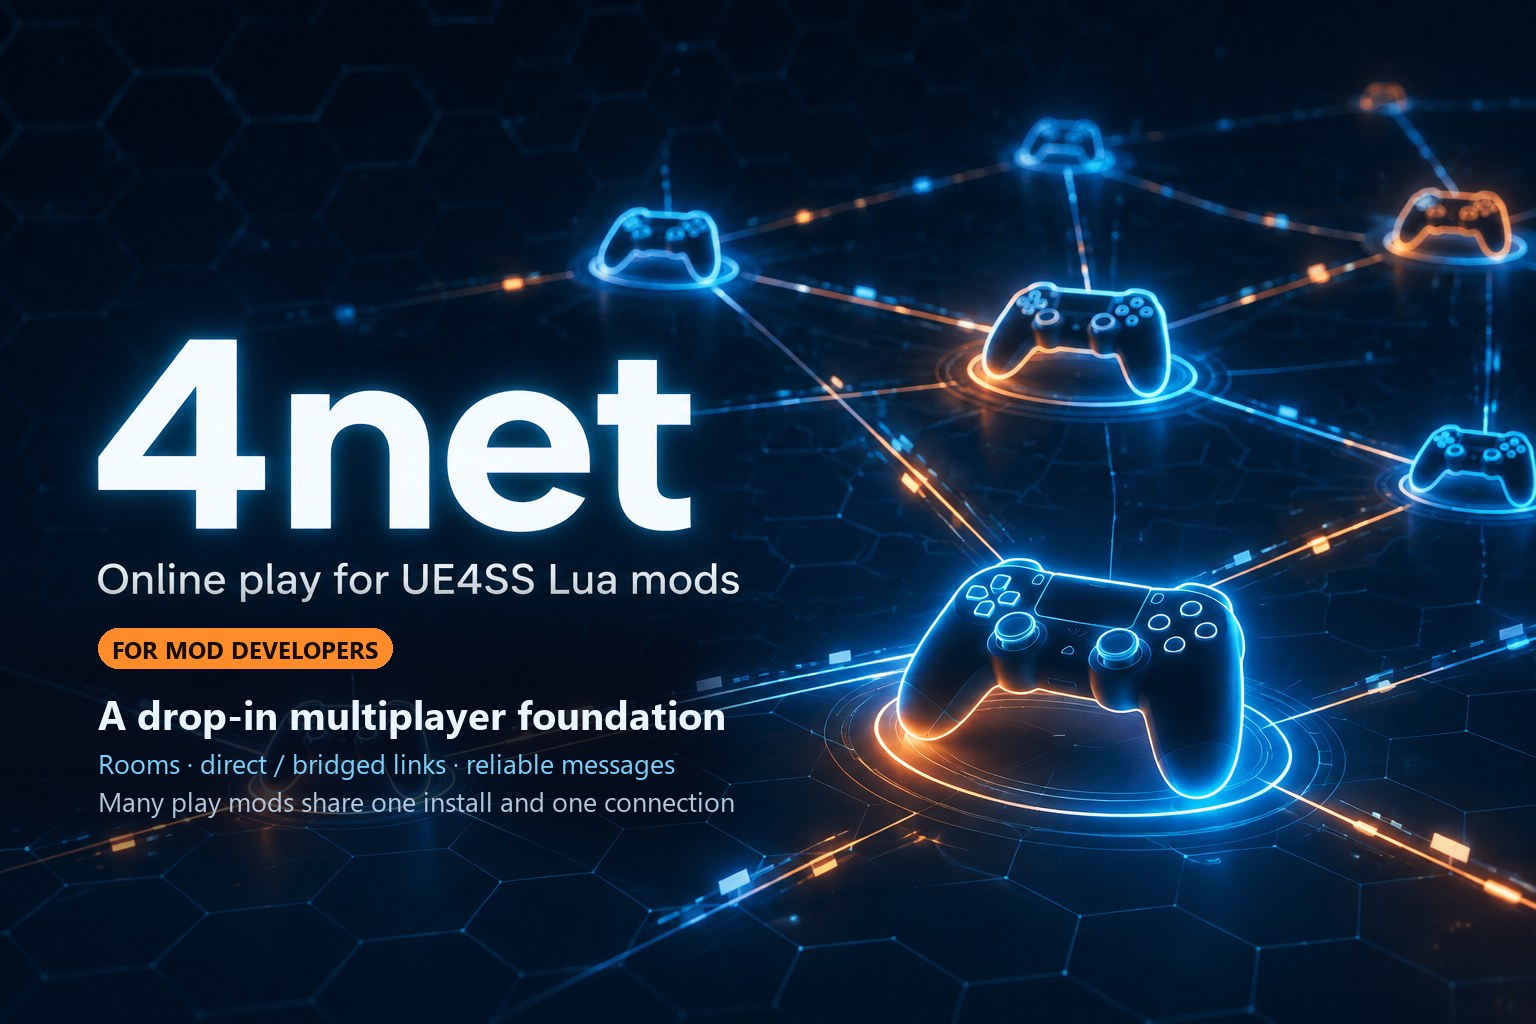 4net
Online play for UE4SS Lua mods
FOR MOD DEVELOPERS
A drop-in multiplayer foundation
Rooms · direct / bridged links · reliable messages
Many play mods share one install and one connection